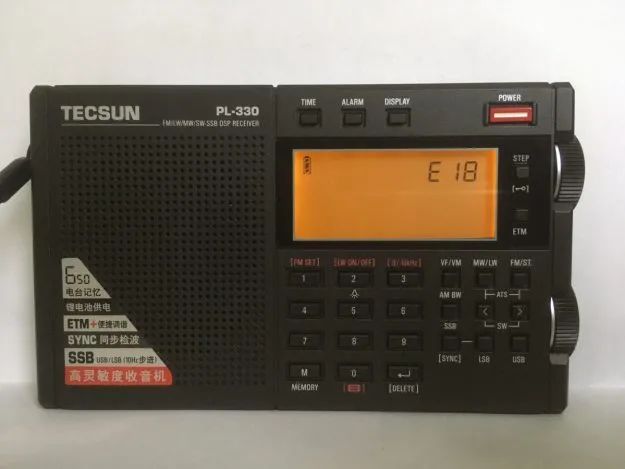 TECSUN
PL-330
FM/LW/MW/SW-SSB DSP RECEIVER
TIME
ALARM
DISPLAY
POWER
E 18
STEP
ETM
650
电台记忆
锂电池供电
ETM+便捷调谐
SYNC 同步检波
SSB USB/LSB (10Hz步进)
高灵敏度收音机
[FM SET]
[LW ON/OFF]
[9/10kHz]
1
2
3
4
5
6
7
8
9
M
0
MEMORY
[DELETE]
VF/VM
MW/LW
FM/ST.
AM BW
ATS
<
>
SSB
SW
[SYNC]
LSB
USB